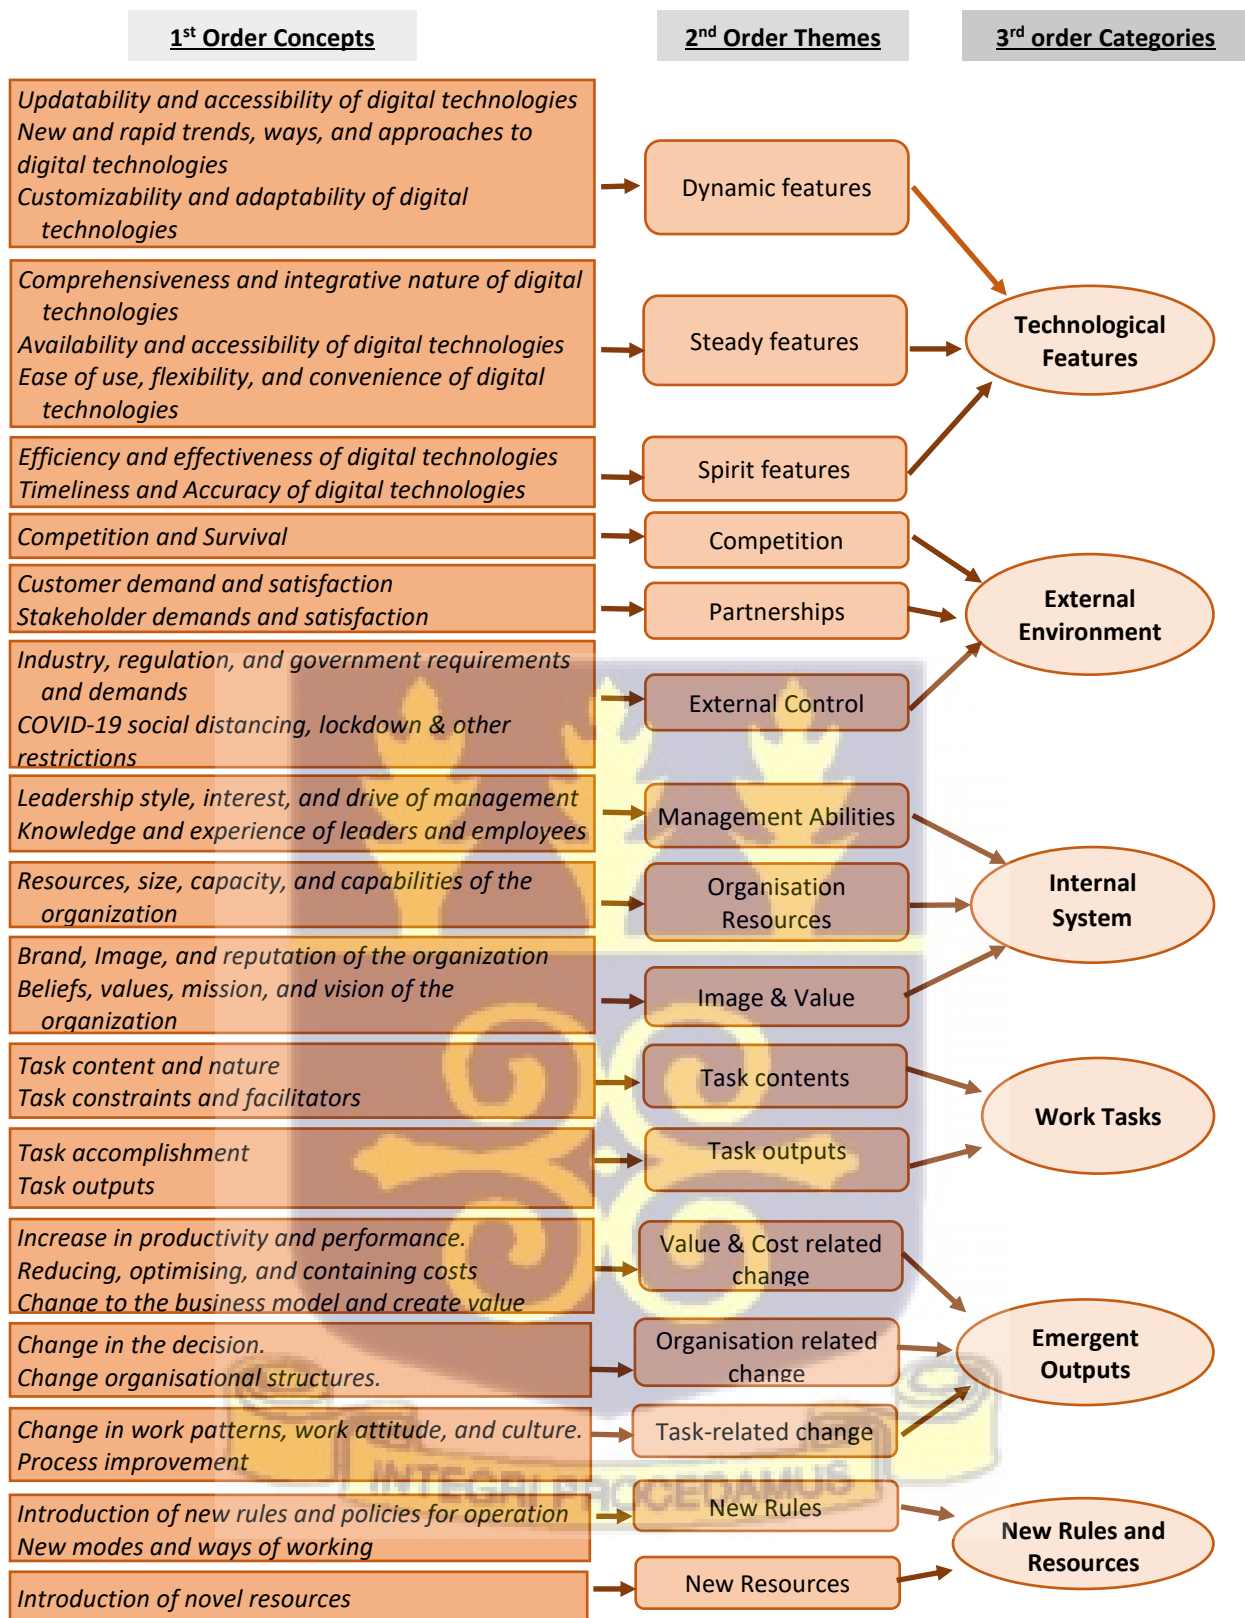 1st Order Concepts
2nd Order Themes
3rd order Categories
Updatability and accessibility of digital technologies
New and rapid trends, ways, and approaches to
digital technologies
Customizability and adaptability of digital
technologies
Dynamic features
Comprehensiveness and integrative nature of digital
technologies
Availability and accessibility of digital technologies
Ease of use, flexibility, and convenience of digital
technologies
Steady features
Technological
Features
Efficiency and effectiveness of digital technologies
Timeliness and Accuracy of digital technologies
Spirit features
Competition and Survival
Competition
Customer demand and satisfaction
Stakeholder demands and satisfaction
Partnerships
External
Environment
Industry, regulation, and government requirements
and demands
COVID-19 social distancing, lockdown & other
restrictions
External Control
Leadership style, interest, and drive of management
Knowledge and experience of leaders and employees
Management Abilities
Resources, size, capacity, and capabilities of the
organization
Organisation
Resources
Internal
System
Brand, Image, and reputation of the organization
Beliefs, values, mission, and vision of the
organization
Image & Value
Task content and nature
Task constraints and facilitators
Task contents
Work Tasks
Task accomplishment
Task outputs
Task outputs
Increase in productivity and performance.
Reducing, optimising, and containing costs
Change to the business model and create value
Value & Cost related
change
Change in the decision.
Change organisational structures.
Organisation related
change
Emergent
Outputs
Change in work patterns, work attitude, and culture.
Process improvement
Task-related change
INTEGRI PROCEDAMUS
Introduction of new rules and policies for operation
New modes and ways of working
New Rules
New Rules and
Resources
Introduction of novel resources
New Resources